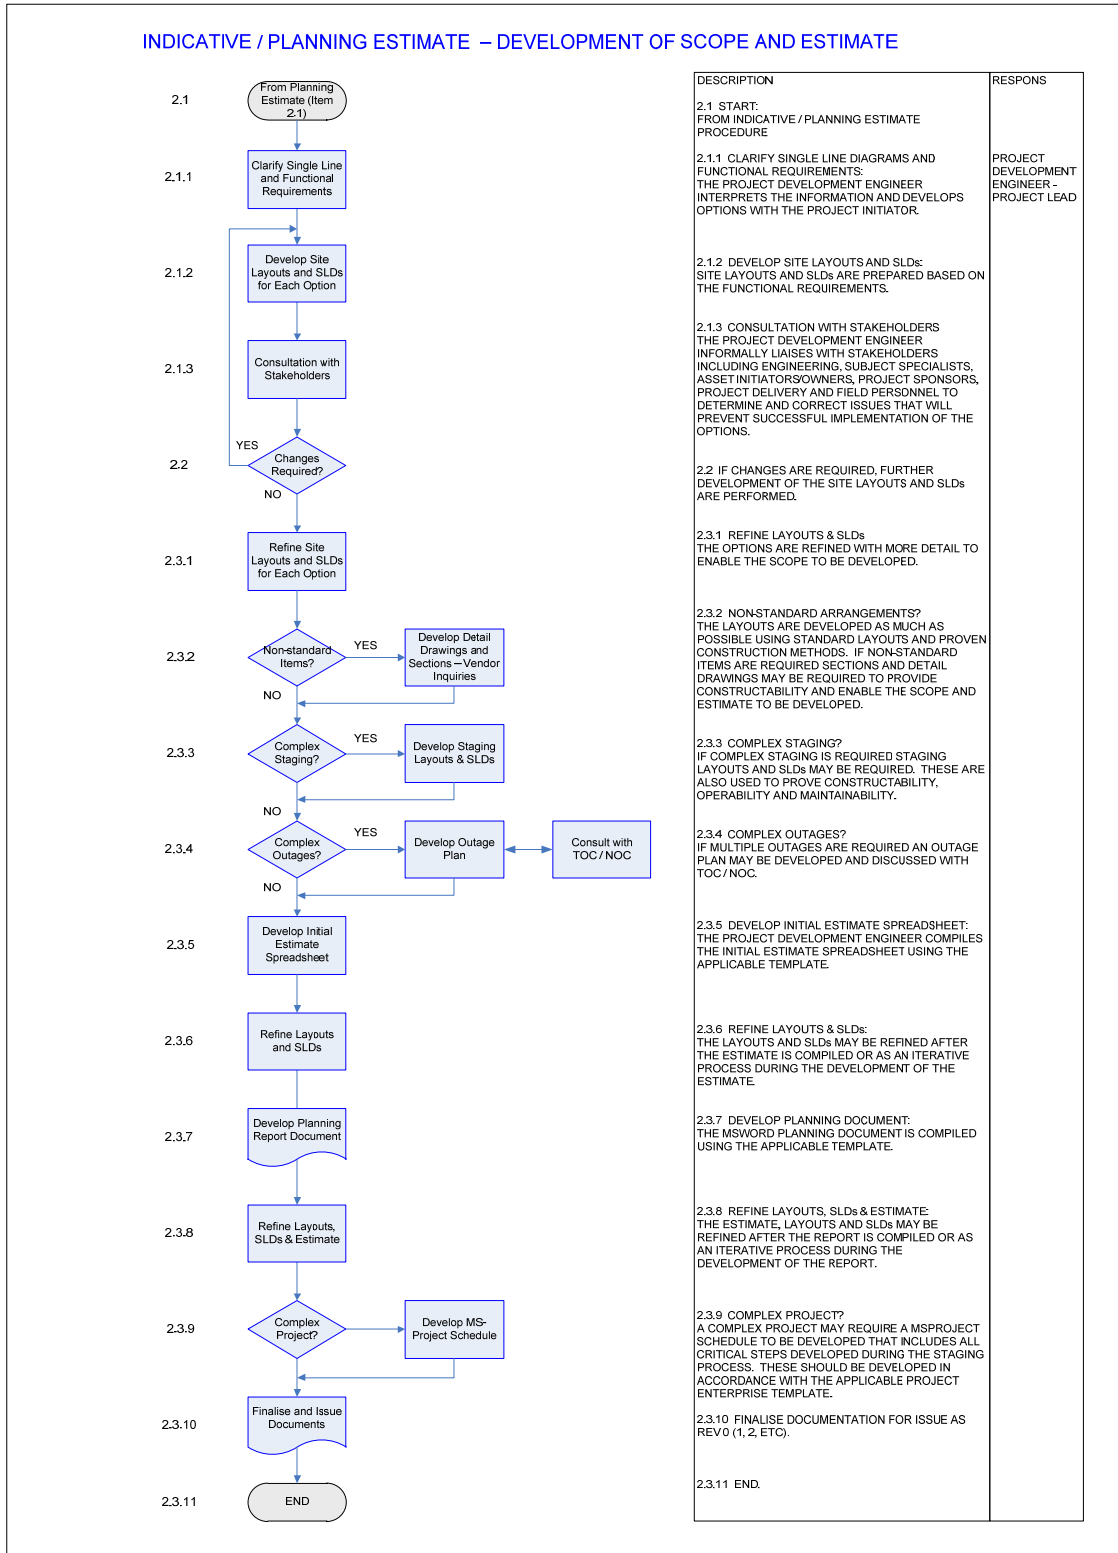 INDICATIVE / PLANNING ESTIMATE – DEVELOPMENT OF SCOPE AND ESTIMATE
2.1
From Planning
Estimate (Item
2.1)
2.1.1
Clarify Single Line
and Functional
Requirements
2.1.2
Develop Site
Layouts and SLDs
for Each Option
2.1.3
Consultation with
Stakeholders
YES
2.2
Changes
Required?
NO
2.3.1
Refine Site
Layouts and SLDs
for Each Option
2.3.2
Non-standard
Items?
YES
Develop Detail
Drawings and
Sections – Vendor
Inquiries
NO
2.3.3
Complex
Staging?
YES
Develop Staging
Layouts & SLDs
NO
2.3.4
Complex
Outages?
YES
Develop Outage
Plan
Consult with
TOC / NOC
NO
2.3.5
Develop Initial
Estimate
Spreadsheet
2.3.6
Refine Layouts
and SLDs
2.3.7
Develop Planning
Report Document
2.3.8
Refine Layouts,
SLDs & Estimate
2.3.9
Complex
Project?
Develop MS-
Project Schedule
2.3.10
Finalise and Issue
Documents
2.3.11
END
DESCRIPTION
2.1 START:
FROM INDICATIVE / PLANNING ESTIMATE
PROCEDURE
2.1.1 CLARIFY SINGLE LINE DIAGRAMS AND
FUNCTIONAL REQUIREMENTS:
THE PROJECT DEVELOPMENT ENGINEER
INTERPRETS THE INFORMATION AND DEVELOPS
OPTIONS WITH THE PROJECT INITIATOR.
2.1.2 DEVELOP SITE LAYOUTS AND SLDs:
SITE LAYOUTS AND SLDs ARE PREPARED BASED ON
THE FUNCTIONAL REQUIREMENTS.
2.1.3 CONSULTATION WITH STAKEHOLDERS
THE PROJECT DEVELOPMENT ENGINEER
INFORMALLY LIAISES WITH STAKEHOLDERS
INCLUDING ENGINEERING, SUBJECT SPECIALISTS,
ASSET INITIATORS/OWNERS, PROJECT SPONSORS,
PROJECT DELIVERY AND FIELD PERSONNEL TO
DETERMINE AND CORRECT ISSUES THAT WILL
PREVENT SUCCESSFUL IMPLEMENTATION OF THE
OPTIONS.
2.2 IF CHANGES ARE REQUIRED, FURTHER
DEVELOPMENT OF THE SITE LAYOUTS AND SLDs
ARE PERFORMED.
2.3.1 REFINE LAYOUTS & SLDs
THE OPTIONS ARE REFINED WITH MORE DETAIL TO
ENABLE THE SCOPE TO BE DEVELOPED.
2.3.2 NON-STANDARD ARRANGEMENTS?
THE LAYOUTS ARE DEVELOPED AS MUCH AS
POSSIBLE USING STANDARD LAYOUTS AND PROVEN
CONSTRUCTION METHODS. IF NON-STANDARD
ITEMS ARE REQUIRED SECTIONS AND DETAIL
DRAWINGS MAY BE REQUIRED TO PROVIDE
CONSTRUCTABILITY AND ENABLE THE SCOPE AND
ESTIMATE TO BE DEVELOPED.
2.3.3 COMPLEX STAGING?
IF COMPLEX STAGING IS REQUIRED STAGING
LAYOUTS AND SLDs MAY BE REQUIRED. THESE ARE
ALSO USED TO PROVE CONSTRUCTABILITY,
OPERABILITY AND MAINTAINABILITY.
2.3.4 COMPLEX OUTAGES?
IF MULTIPLE OUTAGES ARE REQUIRED AN OUTAGE
PLAN MAY BE DEVELOPED AND DISCUSSED WITH
TOC / NOC.
2.3.5 DEVELOP INITIAL ESTIMATE SPREADSHEET:
THE PROJECT DEVELOPMENT ENGINEER COMPILES
THE INITIAL ESTIMATE SPREADSHEET USING THE
APPLICABLE TEMPLATE.
2.3.6 REFINE LAYOUTS & SLDs:
THE LAYOUTS AND SLDs MAY BE REFINED AFTER
THE ESTIMATE IS COMPILED OR AS AN ITERATIVE
PROCESS DURING THE DEVELOPMENT OF THE
ESTIMATE.
2.3.7 DEVELOP PLANNING DOCUMENT:
THE MSWORD PLANNING DOCUMENT IS COMPILED
USING THE APPLICABLE TEMPLATE.
2.3.8 REFINE LAYOUTS, SLDs & ESTIMATE:
THE ESTIMATE, LAYOUTS AND SLDs MAY BE
REFINED AFTER THE REPORT IS COMPILED OR AS
AN ITERATIVE PROCESS DURING THE
DEVELOPMENT OF THE REPORT.
2.3.9 COMPLEX PROJECT?
A COMPLEX PROJECT MAY REQUIRE A MSPROJECT
SCHEDULE TO BE DEVELOPED THAT INCLUDES ALL
CRITICAL STEPS DEVELOPED DURING THE STAGING
PROCESS. THESE SHOULD BE DEVELOPED IN
ACCORDANCE WITH THE APPLICABLE PROJECT
ENTERPRISE TEMPLATE.
2.3.10 FINALISE DOCUMENTATION FOR ISSUE AS
REV 0 (1, 2, ETC).
2.3.11 END.
RESPONS
PROJECT
DEVELOPMENT
ENGINEER –
PROJECT LEAD